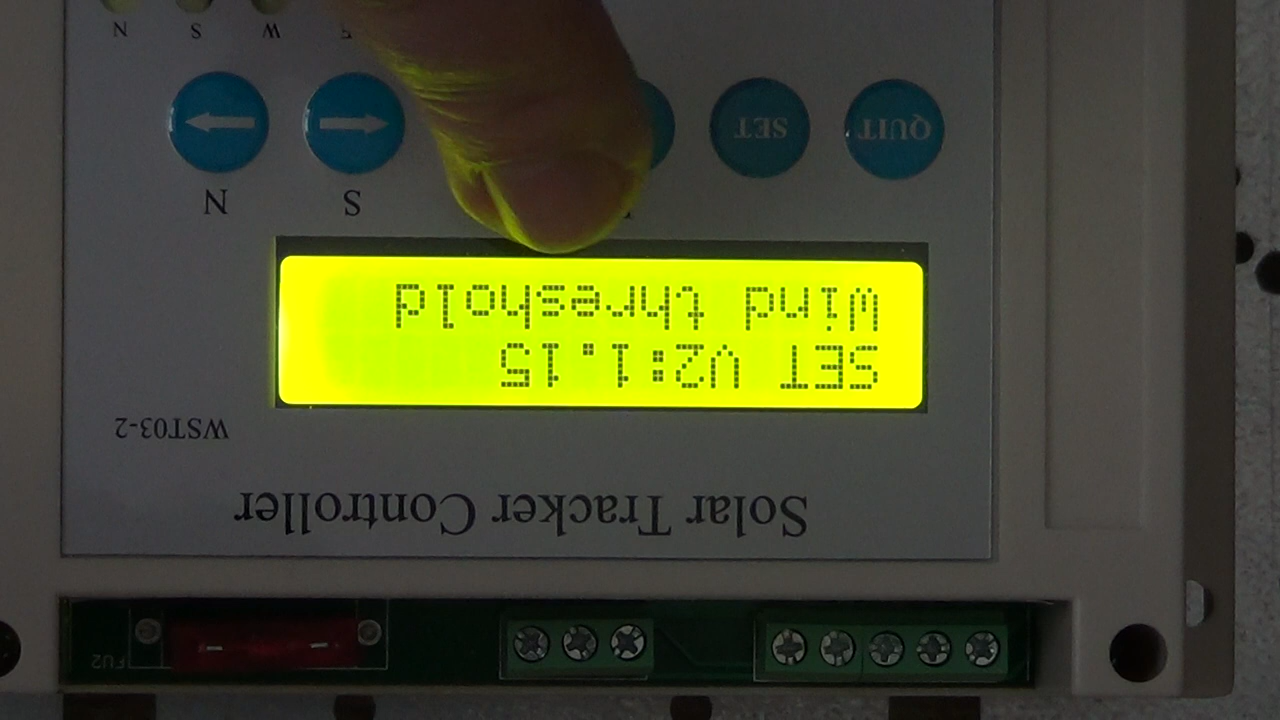 Solar Tracker Controller
WST03-2
SET V2:1.15
Wind threshold
S N
QUIT SET
W S N
FU2